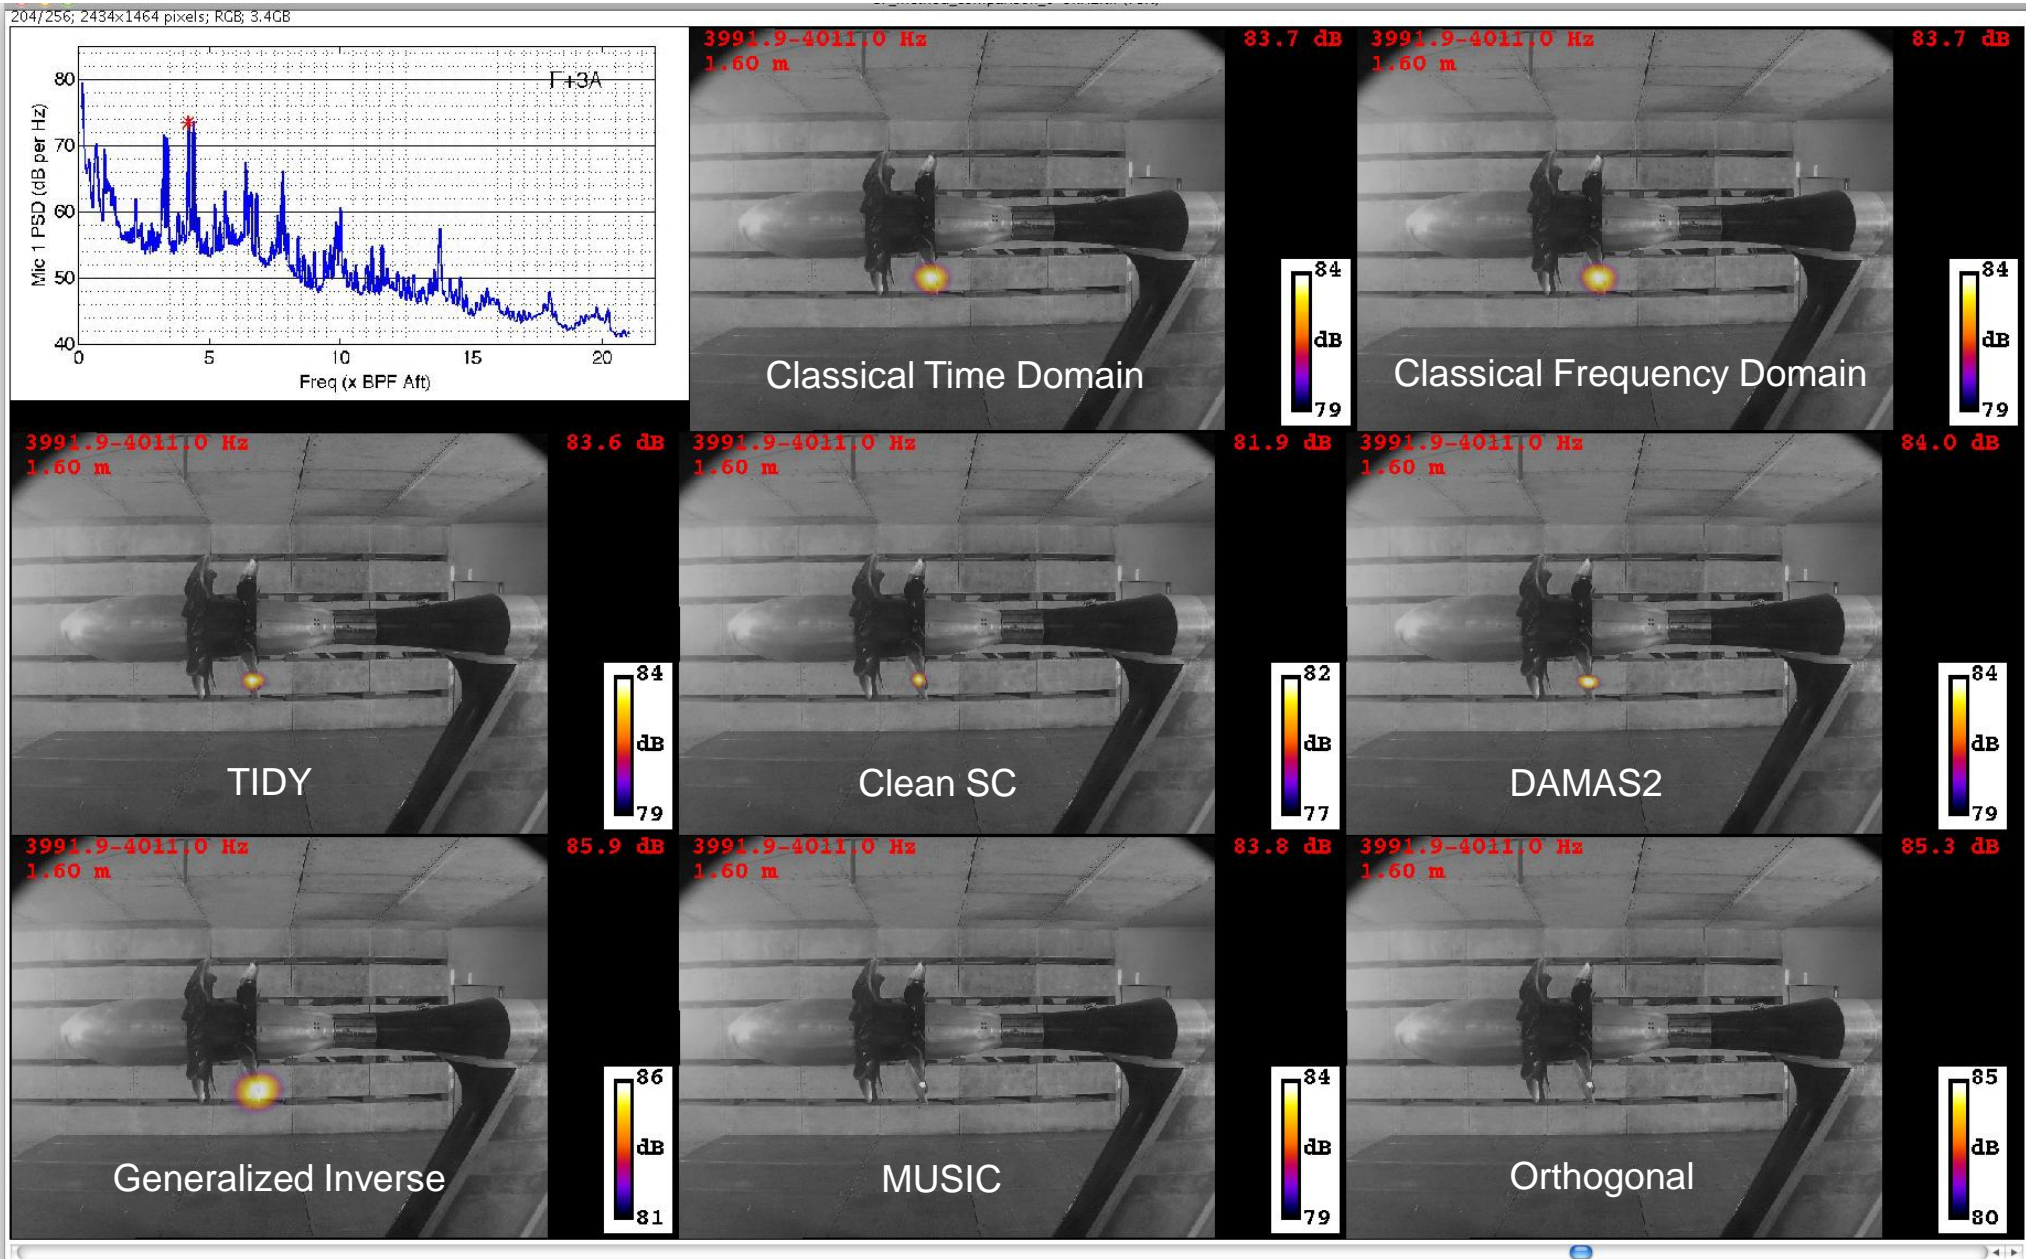 204/256; 2434x1464 pixels; RGB; 3.4GB
F+3A
80
70
60
50
40
0 5 10 15 20
Mic 1 PSD (dB per Hz)
Freq (x BPF Aft)
3991.9-4011.0 Hz
1.60 m
83.7 dB
84
dB
79
Classical Time Domain
3991.9-4011.0 Hz
1.60 m
83.7 dB
84
dB
79
Classical Frequency Domain
3991.9-4011.0 Hz
1.60 m
83.6 dB
84
dB
79
TIDY
3991.9-4011.0 Hz
1.60 m
81.9 dB
82
dB
77
Clean SC
3991.9-4011.0 Hz
1.60 m
84.0 dB
84
dB
79
DAMAS2
3991.9-4011.0 Hz
1.60 m
85.9 dB
86
dB
81
Generalized Inverse
3991.9-4011.0 Hz
1.60 m
83.8 dB
84
dB
79
MUSIC
3991.9-4011.0 Hz
1.60 m
85.3 dB
85
dB
80
Orthogonal